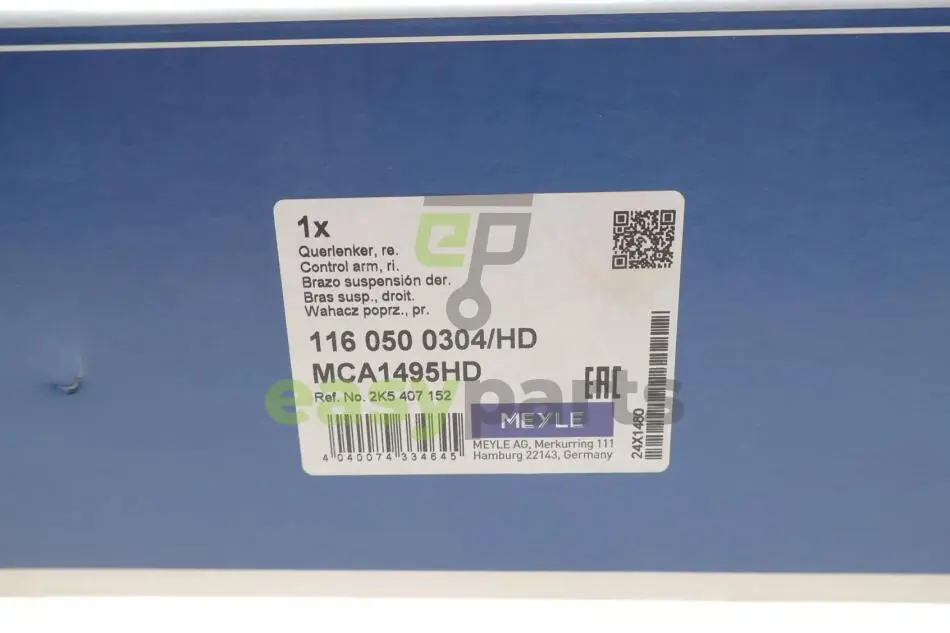 1x
Querlenker, re.
Control arm, ri.
Brazo suspensión der.
Bras susp., droit.
Wahacz poprz., pr.
116 050 0304/HD
MCA1495HD
EAC
Ref. No. 2K5 407 152
easyparts
ep
MEYLE
MEYLE AG, Merkurring 111
Hamburg 22143, Germany
4 040074 334645
24X1480